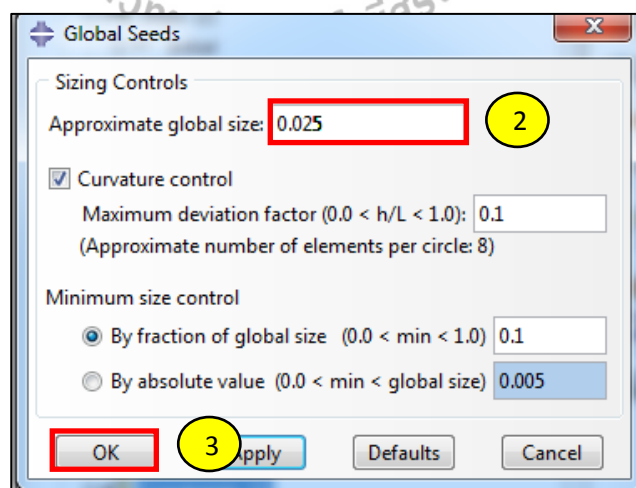 Global Seeds
X
Sizing Controls
Approximate global size: 0.025
2
Curvature control
Maximum deviation factor (0.0 < h/L < 1.0): 0.1
(Approximate number of elements per circle: 8)
Minimum size control
By fraction of global size (0.0 < min < 1.0) 0.1
By absolute value (0.0 < min < global size) 0.005
OK 3 Apply Defaults Cancel